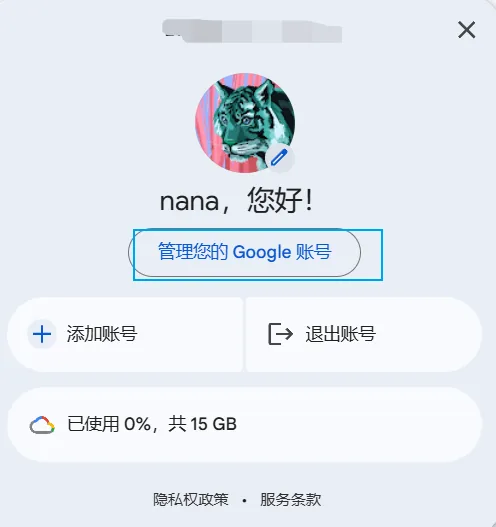 nana，您好！
管理您的 Google 账号
添加账号
退出账号
已使用 0%，共 15 GB
隐私权政策 • 服务条款